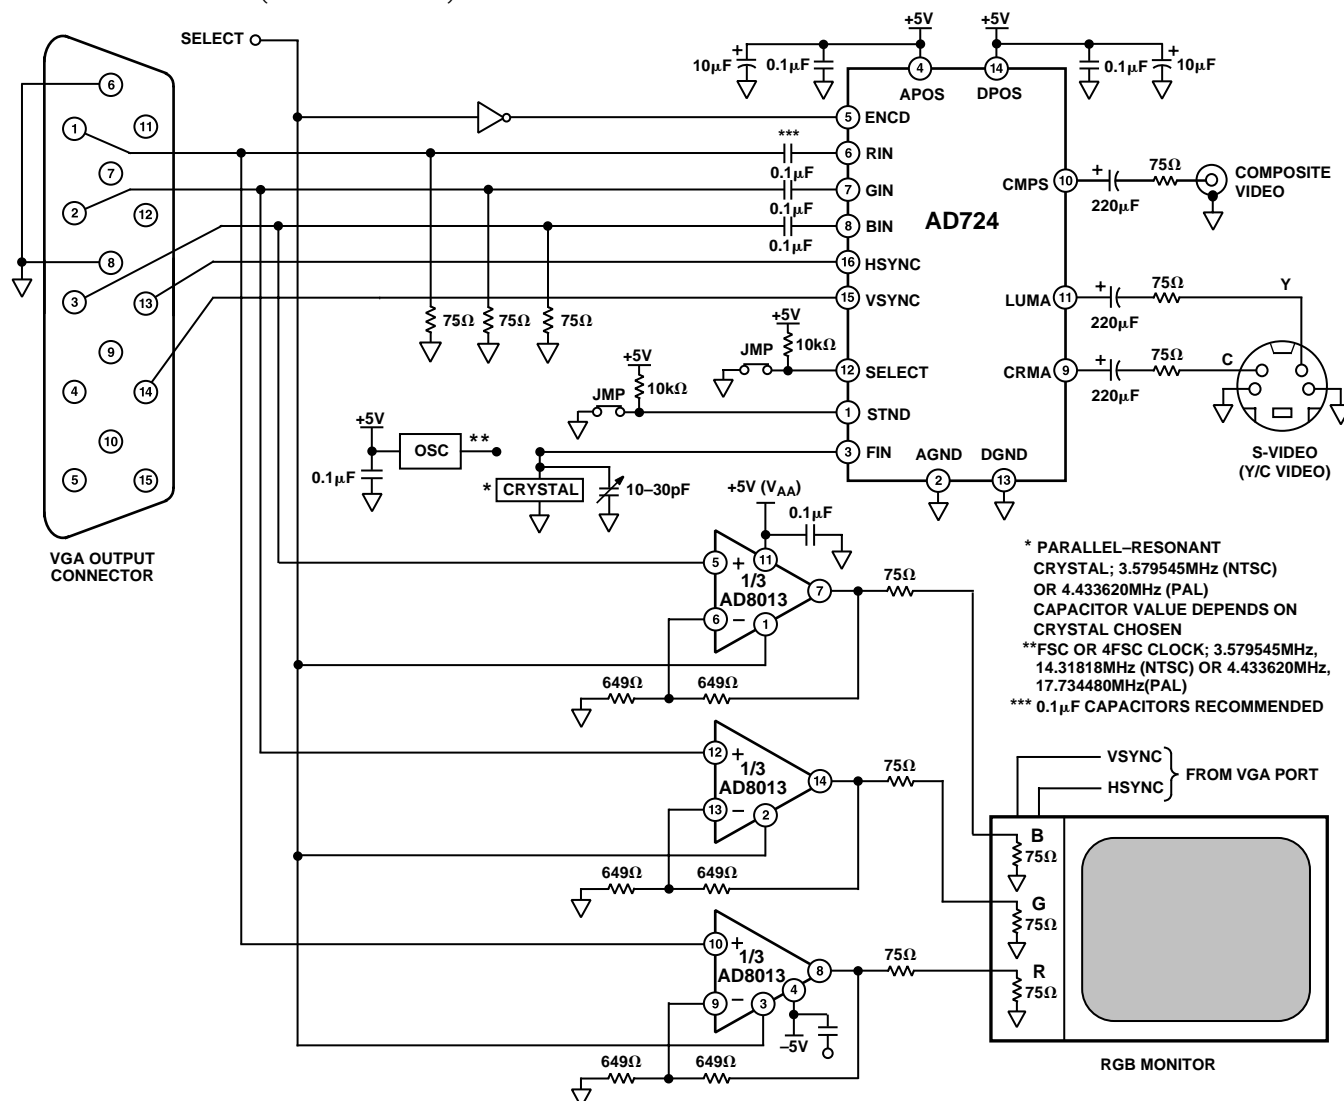 SELECT
+5V
+5V
10µF
0.1µF
0.1µF
10µF
4
14
APOS
DPOS
6
1
11
7
2
12
8
3
13
9
4
14
10
5
15
VGA OUTPUT
CONNECTOR
5
ENCD
***
6
RIN
0.1µF
7
GIN
0.1µF
8
BIN
0.1µF
16
HSYNC
15
VSYNC
AD724
CMPS
10
+
220µF
75Ω
COMPOSITE
VIDEO
LUMA
11
+
220µF
75Ω
Y
CRMA
9
+
220µF
75Ω
C
S-VIDEO
(Y/C VIDEO)
75Ω
75Ω
75Ω
+5V
10kΩ
JMP
12
SELECT
+5V
10kΩ
JMP
1
STND
3
FIN
AGND
DGND
2
13
+5V
OSC
**
0.1µF
* CRYSTAL
10–30pF
+5V (VAA)
0.1µF
5
+
11
1/3
AD8013
7
6
–
1
75Ω
649Ω
649Ω
12
+
1/3
AD8013
14
13
–
2
75Ω
649Ω
649Ω
10
+
1/3
AD8013
8
9
–
3
4
–5V
75Ω
649Ω
649Ω
* PARALLEL–RESONANT
CRYSTAL; 3.579545MHz (NTSC)
OR 4.433620MHz (PAL)
CAPACITOR VALUE DEPENDS ON
CRYSTAL CHOSEN
**FSC OR 4FSC CLOCK; 3.579545MHz,
14.31818MHz (NTSC) OR 4.433620MHz,
17.734480MHz(PAL)
*** 0.1µF CAPACITORS RECOMMENDED
VSYNC
HSYNC
FROM VGA PORT
B
75Ω
G
75Ω
R
75Ω
RGB MONITOR